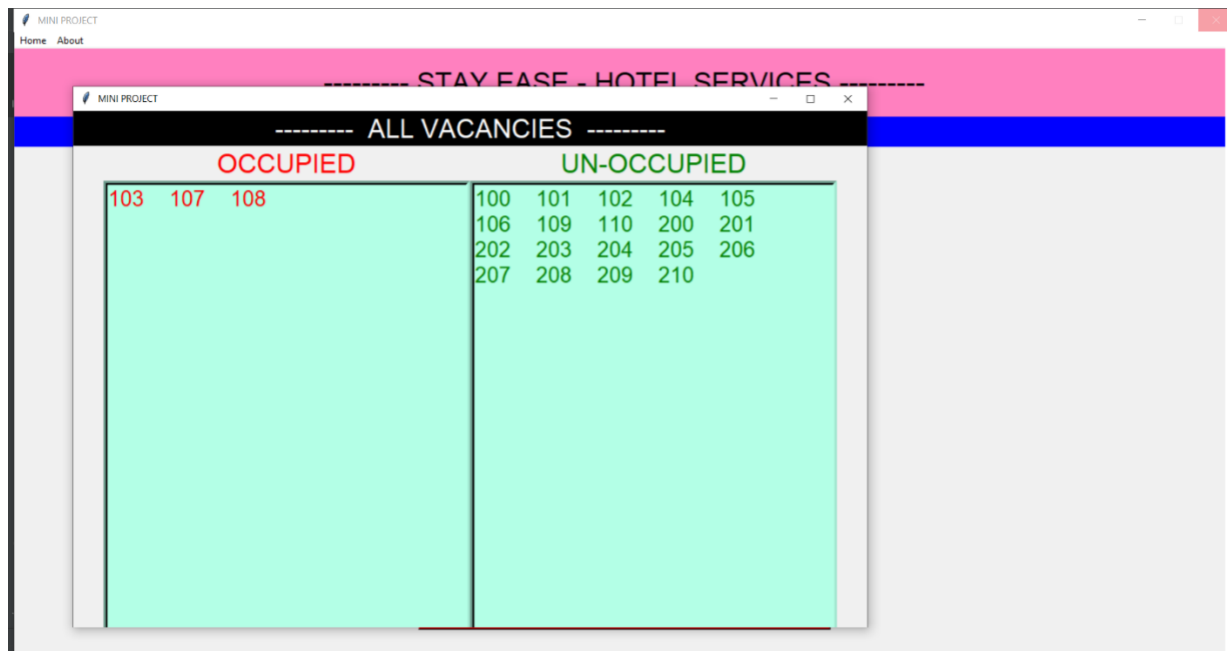 MINI PROJECT
Home About
--------- STAY EASE - HOTEL SERVICES ---------
MINI PROJECT
--------- ALL VACANCIES ---------
OCCUPIED UN-OCCUPIED
103 107 108 100 101 102 104 105
106 109 110 200 201
202 203 204 205 206
207 208 209 210